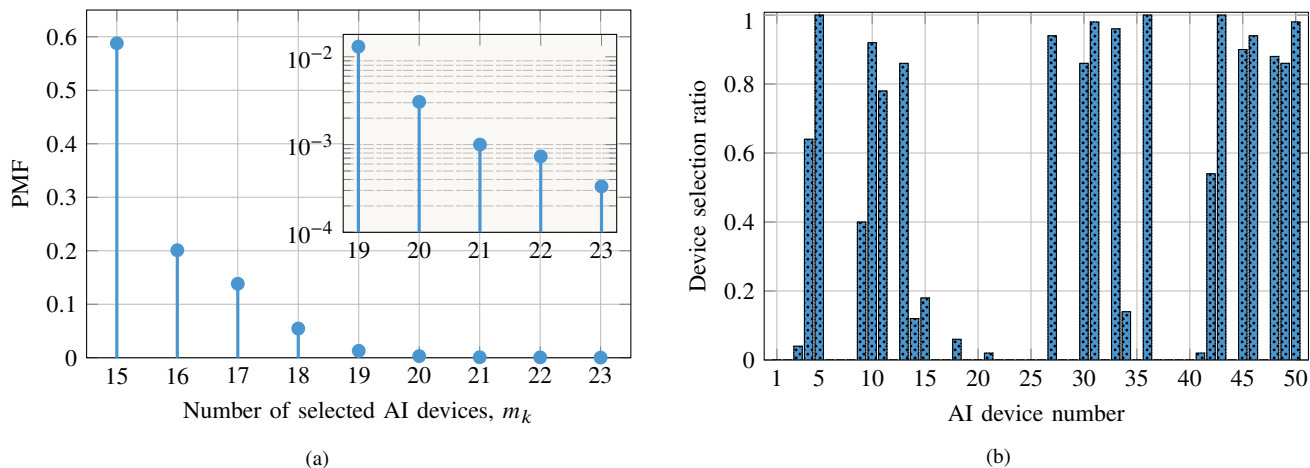 0.6
0.5
0.4
0.3
0.2
0.1
0
PMF
15 16 17 18 19 20 21 22 23
Number of selected AI devices, m_k
10^−2
10^−3
10^−4
19 20 21 22 23
(a)
1
0.8
0.6
0.4
0.2
0
Device selection ratio
1 5 10 15 20 25 30 35 40 45 50
AI device number
(b)